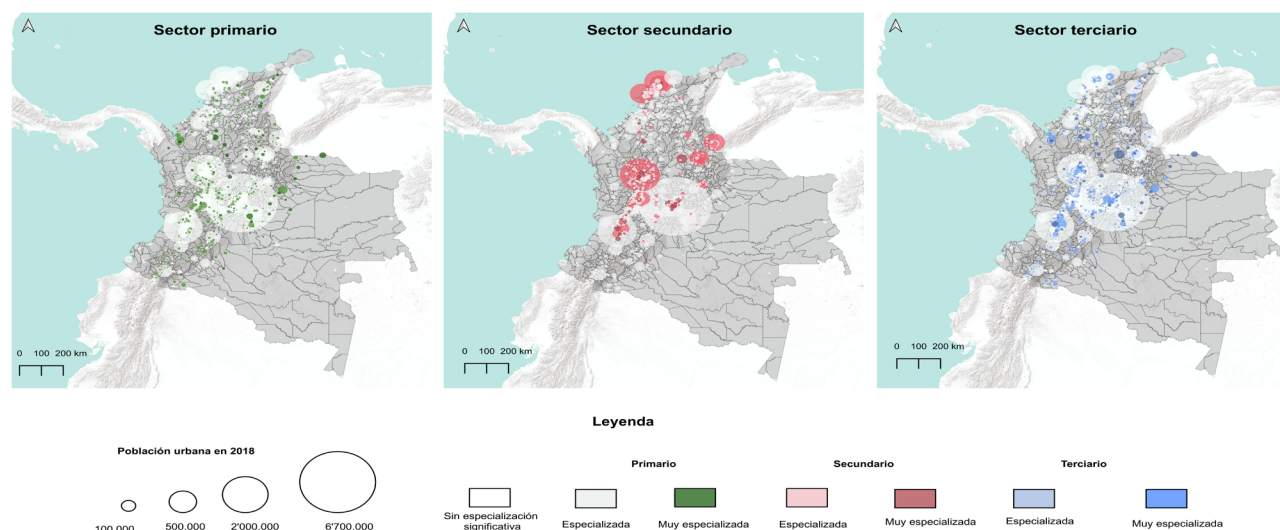 Sector primario
Sector secundario
Sector terciario
0 100 200 km
0 100 200 km
0 100 200 km
Leyenda
Población urbana en 2018
100.000
500.000
2'000.000
6'700.000
Primario
Secundario
Terciario
Sin especialización
significativa
Especializada
Muy especializada
Especializada
Muy especializada
Especializada
Muy especializada